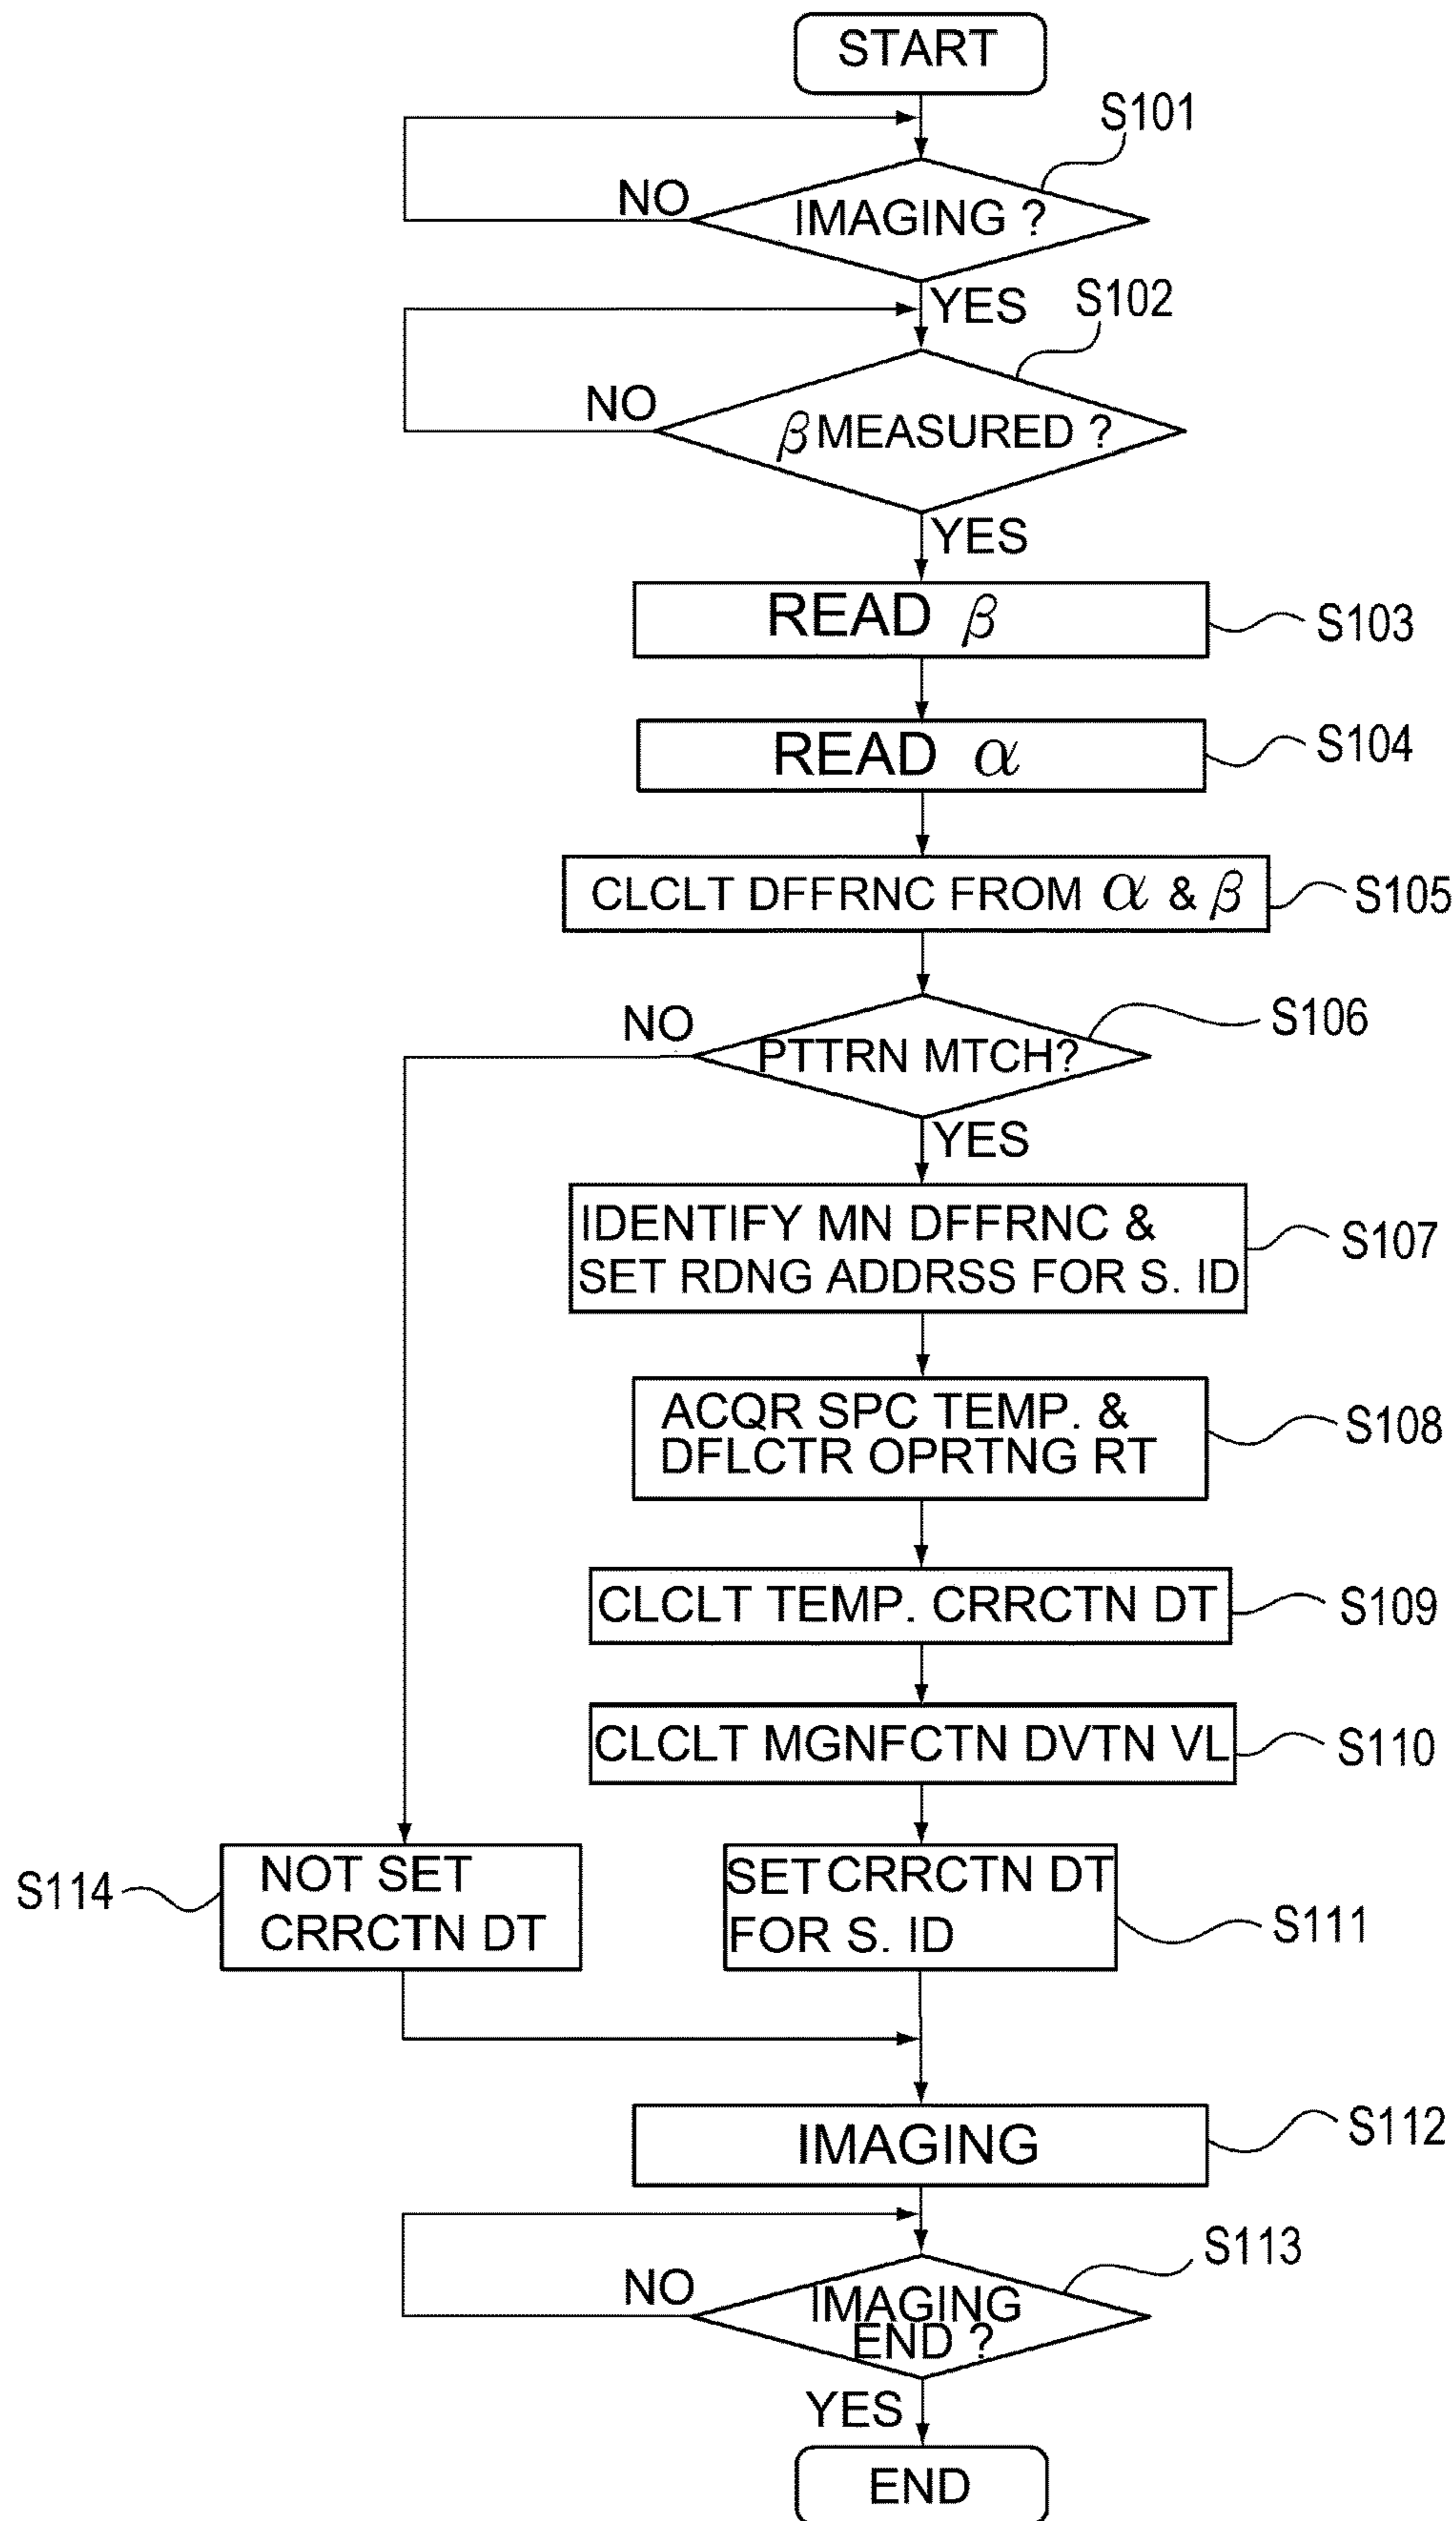 START
S101
NO
IMAGING ?
YES
S102
NO
β MEASURED ?
YES
READ β
S103
READ α
S104
CLCLT DFFRNC FROM α & β
S105
NO
S106
PTTRN MTCH?
YES
IDENTIFY MN DFFRNC &
SET RDNG ADDRSS FOR S. ID
S107
ACQR SPC TEMP. &
DFLCTR OPRTNG RT
S108
CLCLT TEMP. CRRCTN DT
S109
CLCLT MGNFCTN DVTN VL
S110
S114
NOT SET
CRRCTN DT
SET CRRCTN DT
FOR S. ID
S111
IMAGING
S112
S113
NO
IMAGING
END ?
YES
END